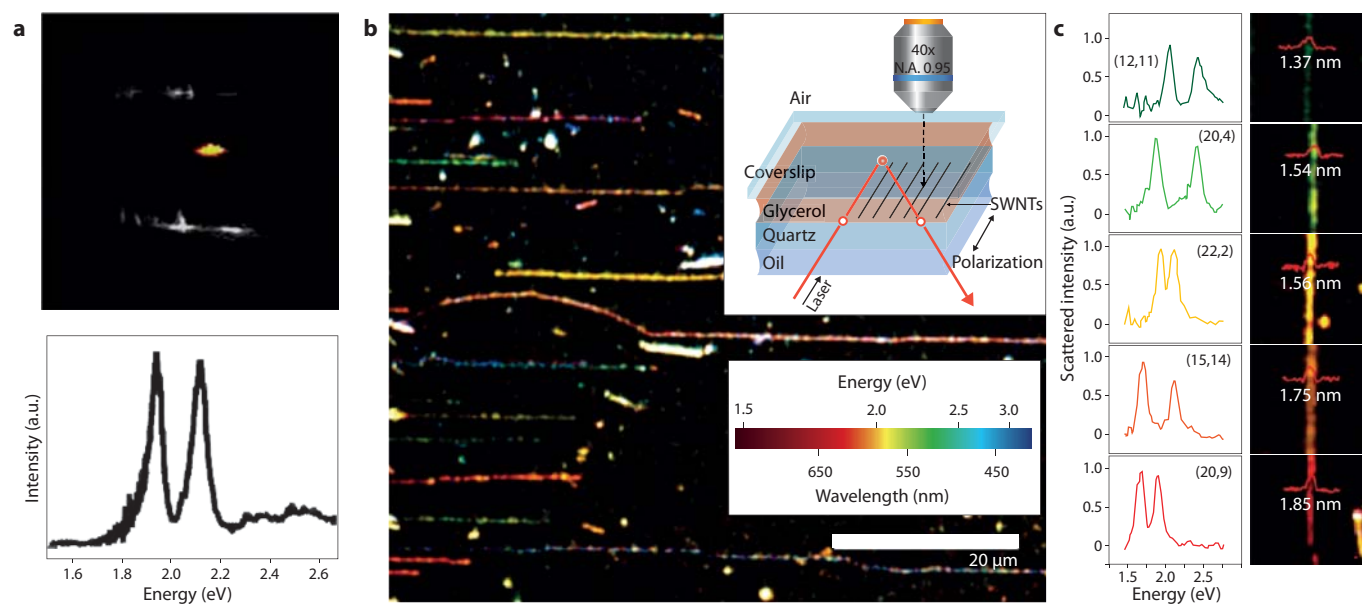 a
Intensity (a.u.)
1.6 1.8 2.0 2.2 2.4 2.6
Energy (eV)
b
40x
N.A. 0.95
Air
Coverslip
Glycerol
SWNTs
Quartz
Oil
Polarization
Laser
Energy (eV)
1.5 2.0 2.5 3.0
650 550 450
Wavelength (nm)
20 μm
c
Scattered intensity (a.u.)
1.0
0.5
0
(12,11)
1.37 nm
1.0
0.5
0
(20,4)
1.54 nm
1.0
0.5
0
(22,2)
1.56 nm
1.0
0.5
0
(15,14)
1.75 nm
1.0
0.5
0
(20,9)
1.85 nm
1.5 2.0 2.5
Energy (eV)